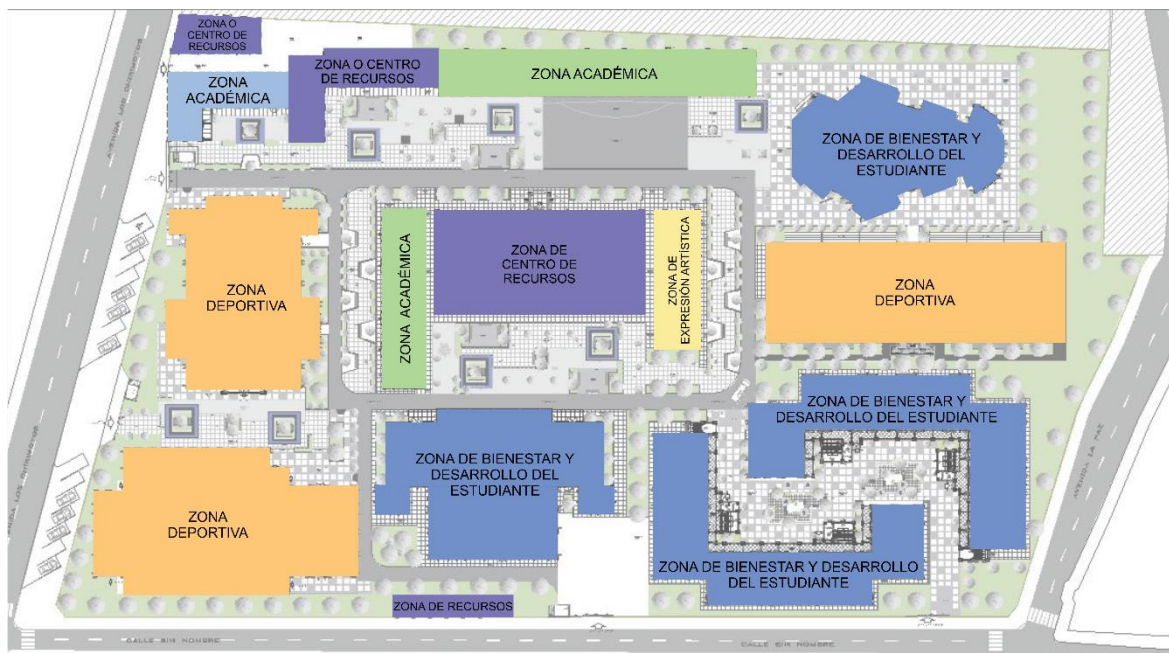 ZONA O
CENTRO DE
RECURSOS
ZONA
ACADÉMICA
ZONA O CENTRO
DE RECURSOS
ZONA ACADÉMICA
ZONA DE BIENESTAR Y
DESARROLLO DEL
ESTUDIANTE
ZONA
DEPORTIVA
ZONA ACADÉMICA
ZONA DE
CENTRO DE
RECURSOS
ZONA DE
EXPRESIÓN ARTÍSTICA
ZONA
DEPORTIVA
ZONA DE BIENESTAR Y
DESARROLLO DEL ESTUDIANTE
ZONA
DEPORTIVA
ZONA DE BIENESTAR Y
DESARROLLO DEL
ESTUDIANTE
ZONA DE BIENESTAR Y DESARROLLO
DEL ESTUDIANTE
ZONA DE RECURSOS
AVENIDA LA PAZ
CALLE SIN NOMBRE
CALLE SIN NOMBRE